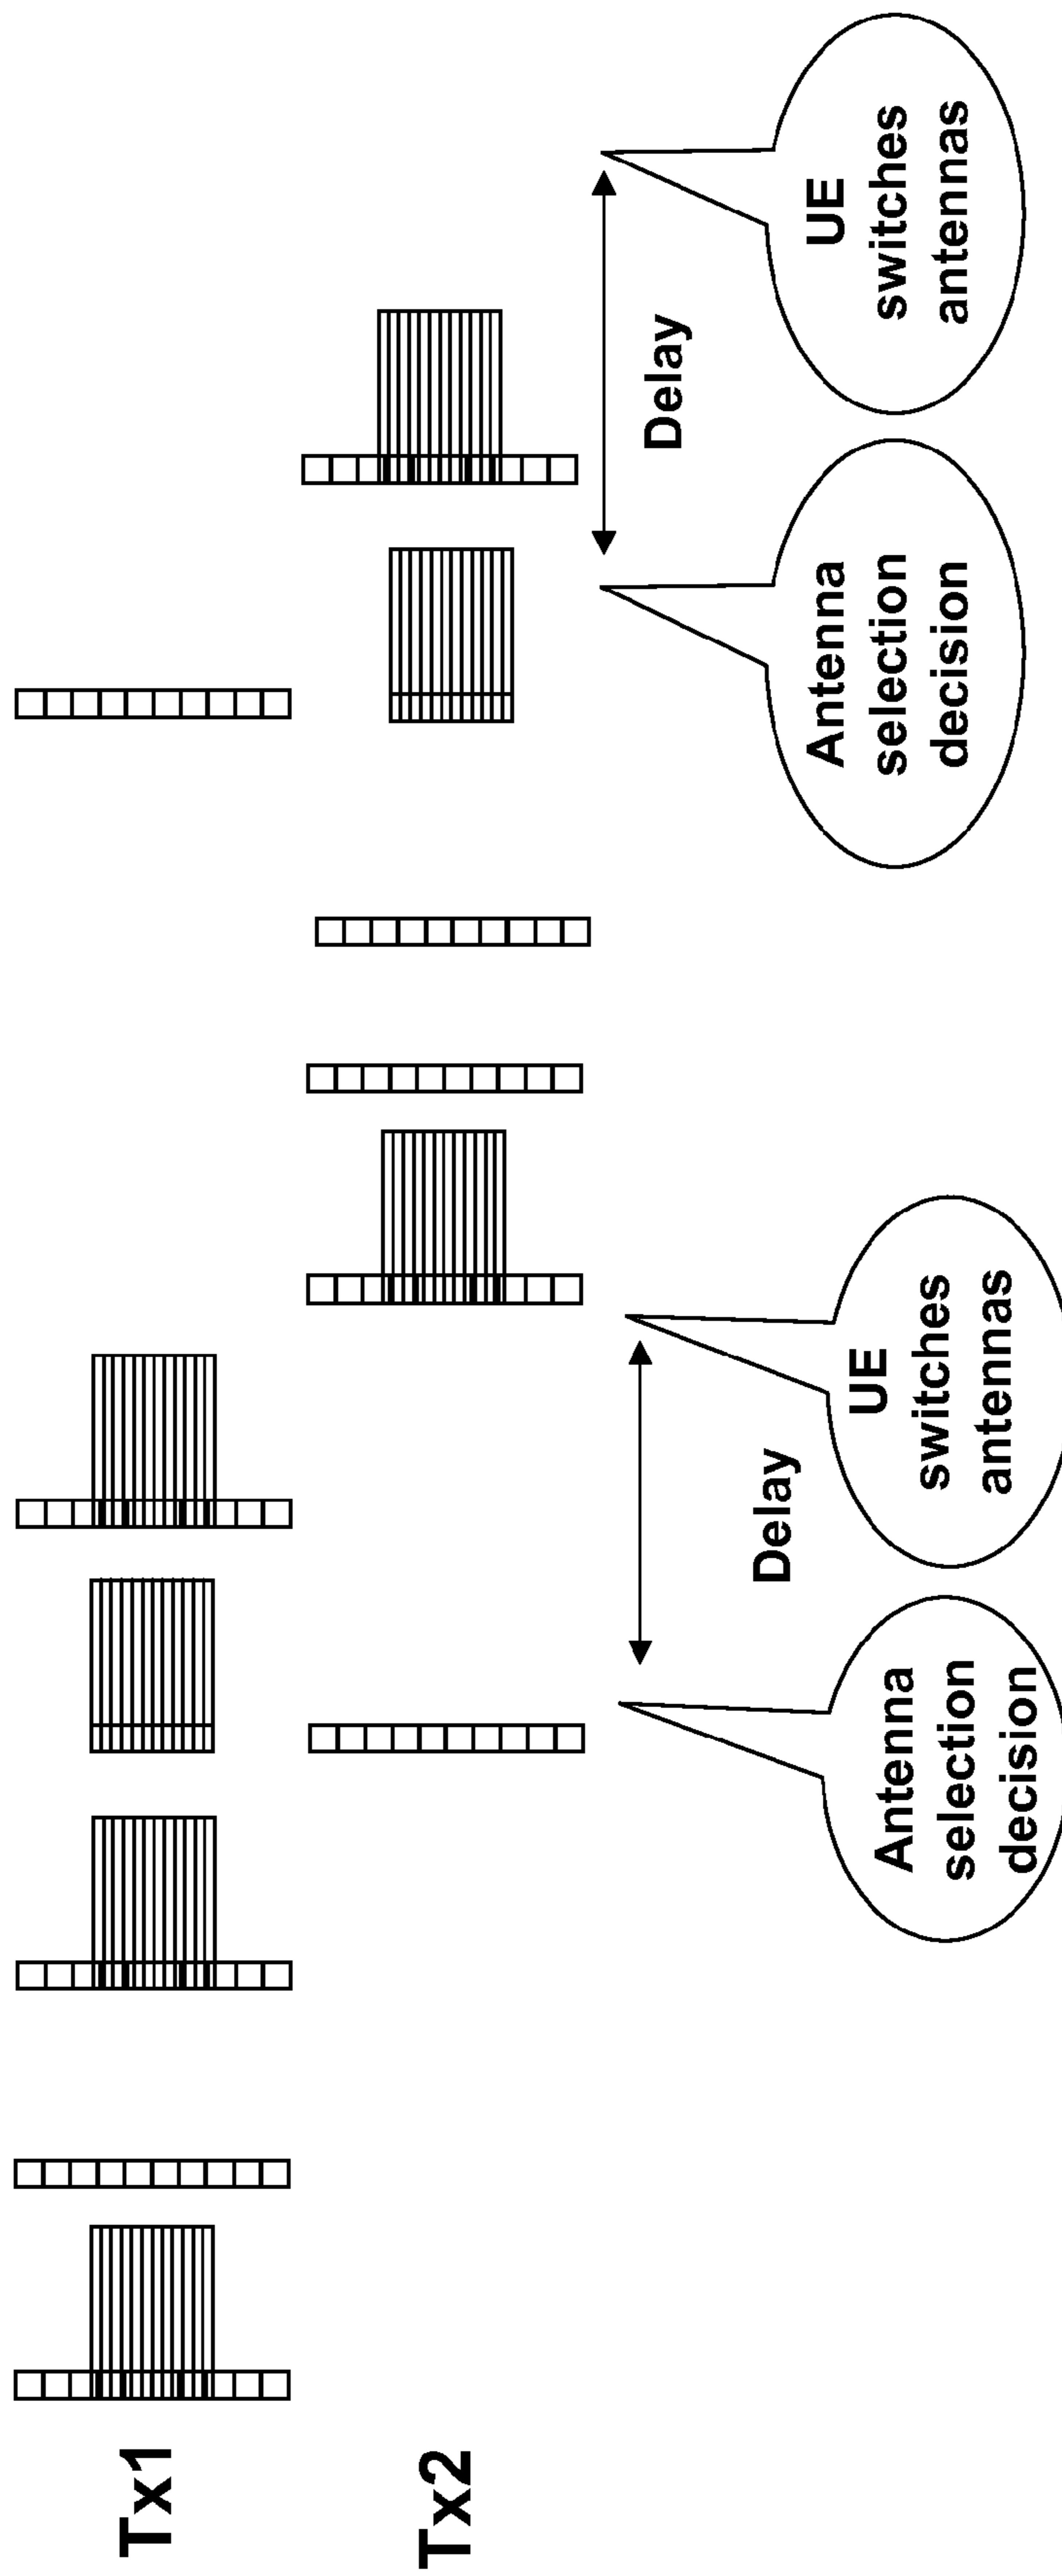 Tx1
Tx2
Delay
Delay
Antenna
selection
decision
UE
switches
antennas
Antenna
selection
decision
UE
switches
antennas